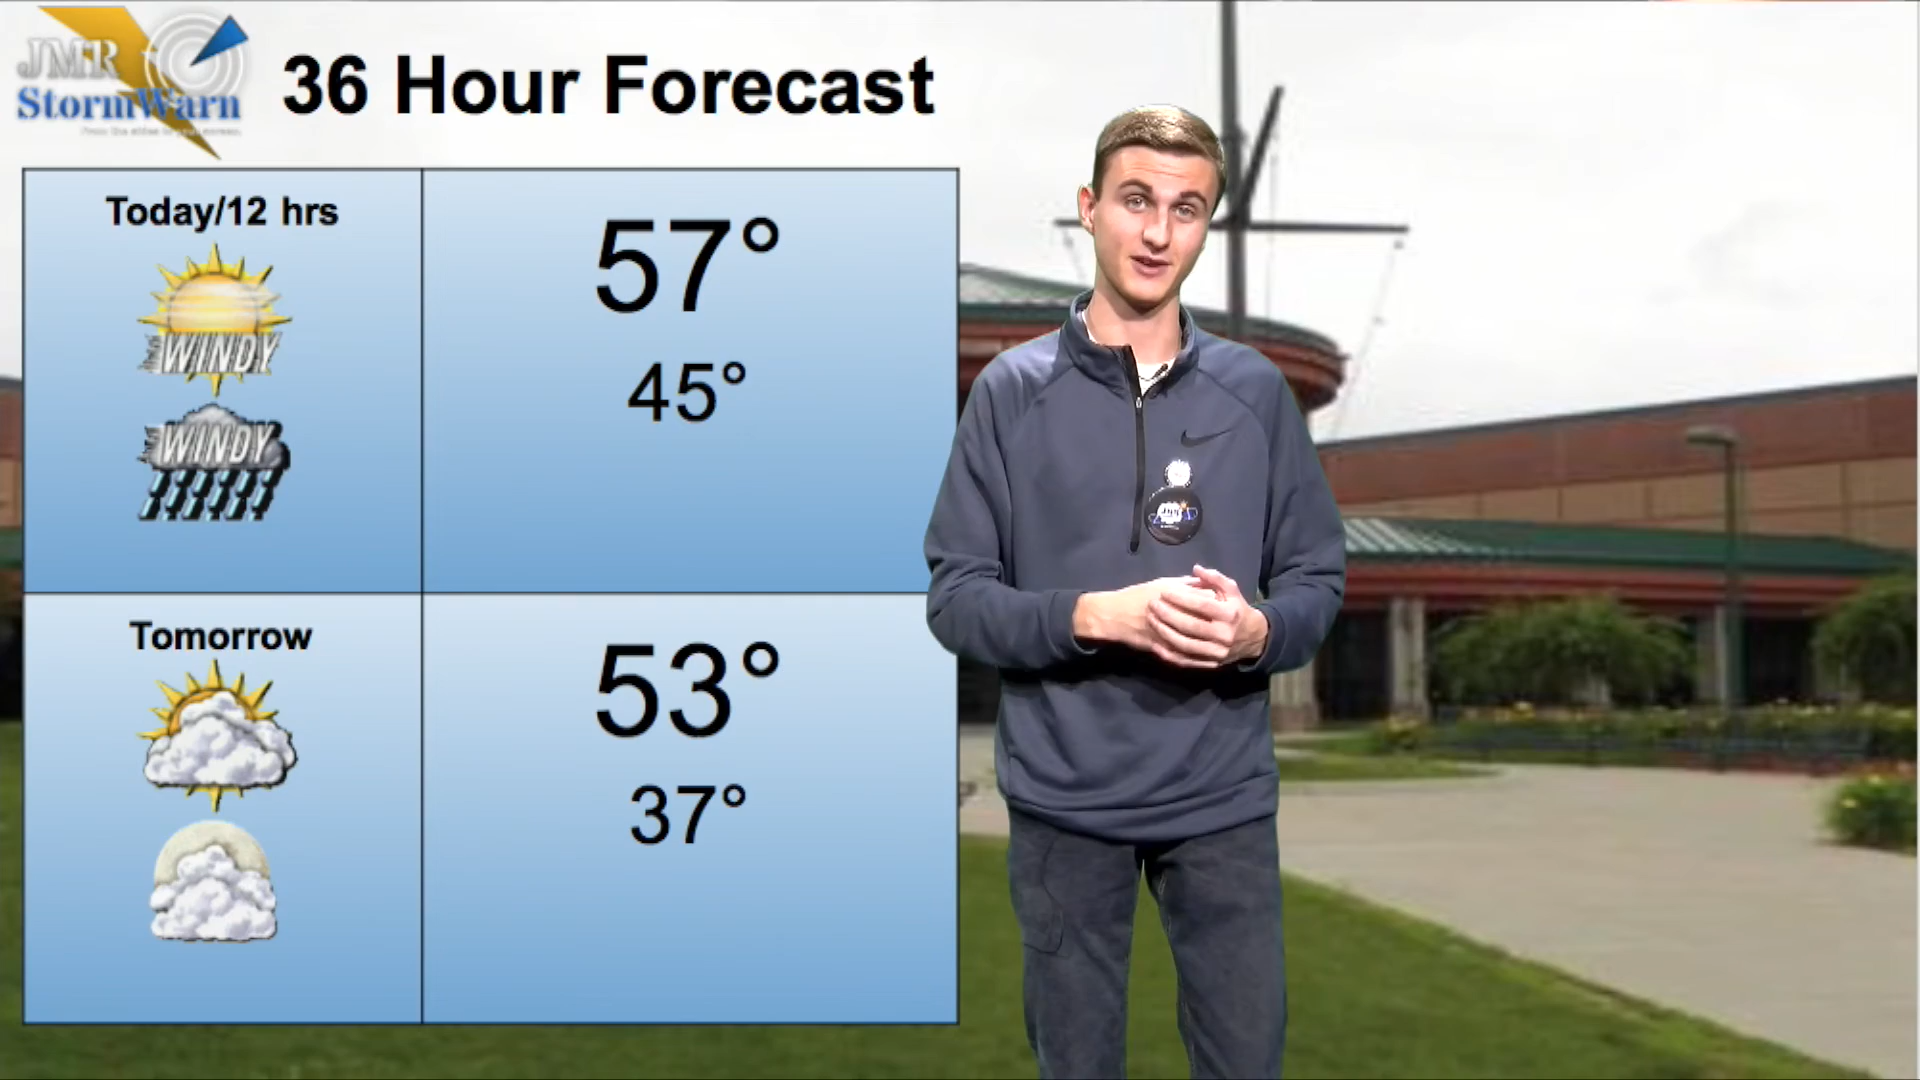 JMR
StormWarn
36 Hour Forecast
Today/12 hrs
57°
WINDY
45°
WINDY
Tomorrow
53°
37°